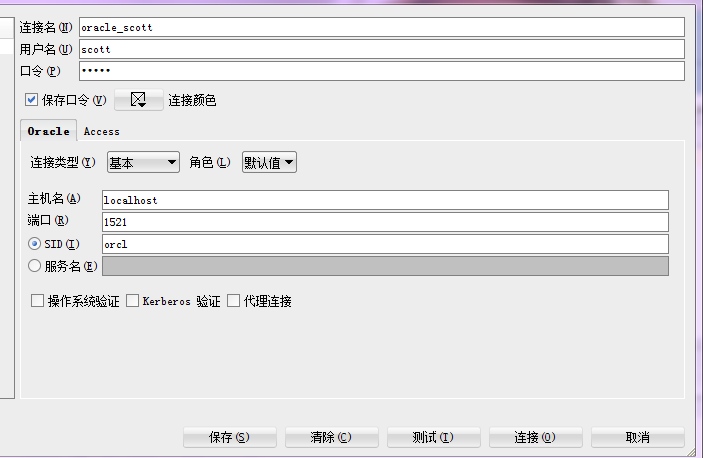 连接名(N) oracle_scott
用户名(U) scott
口令(P) •••••
保存口令(V) 连接颜色
Oracle Access
连接类型(Y) 基本 角色(L) 默认值
主机名(A) localhost
端口(R) 1521
SID(I) orcl
服务名(E)
操作系统验证 Kerberos 验证 代理连接
保存(S) 清除(C) 测试(T) 连接(O) 取消